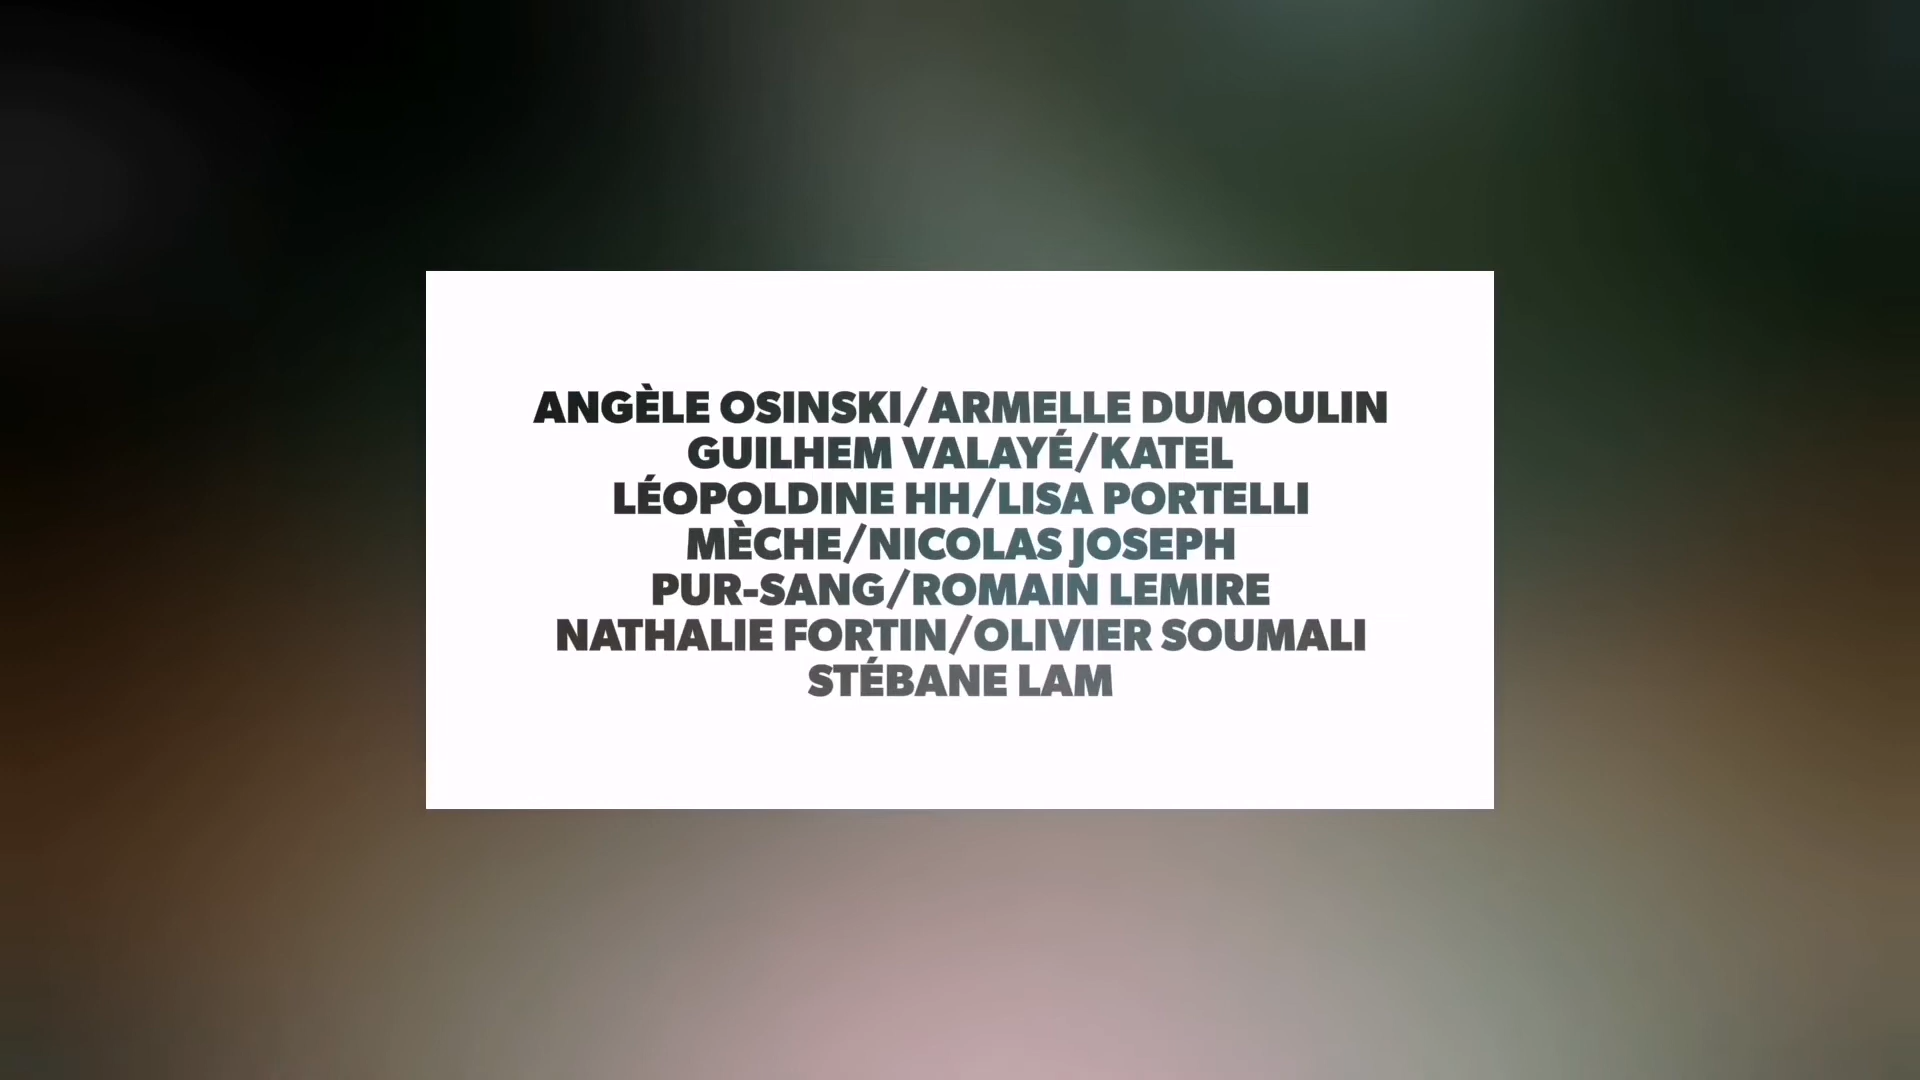 ANGÈLE OSINSKI/ARMELLE DUMOULIN
GUILHEM VALAYÉ/KATEL
LÉOPOLDINE HH/LISA PORTELLI
MÈCHE/NICOLAS JOSEPH
PUR-SANG/ROMAIN LEMIRE
NATHALIE FORTIN/OLIVIER SOUMALI
STÉBANE LAM